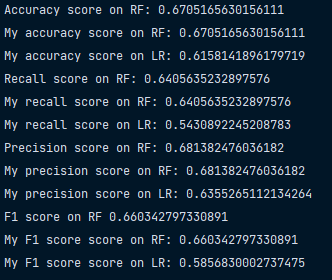 Accuracy score on RF: 0.6705165630156111
My accuracy score on RF: 0.6705165630156111
My accuracy score on LR: 0.6158141896179719
Recall score on RF: 0.6405635232897576
My recall score on RF: 0.6405635232897576
My recall score on LR: 0.5430892245208783
Precision score on RF: 0.681382476036182
My precision score on RF: 0.681382476036182
My precision score on LR: 0.6355265112134264
F1 score on RF 0.660342797330891
My F1 score score on RF: 0.660342797330891
My F1 score score on LR: 0.5856830002737475